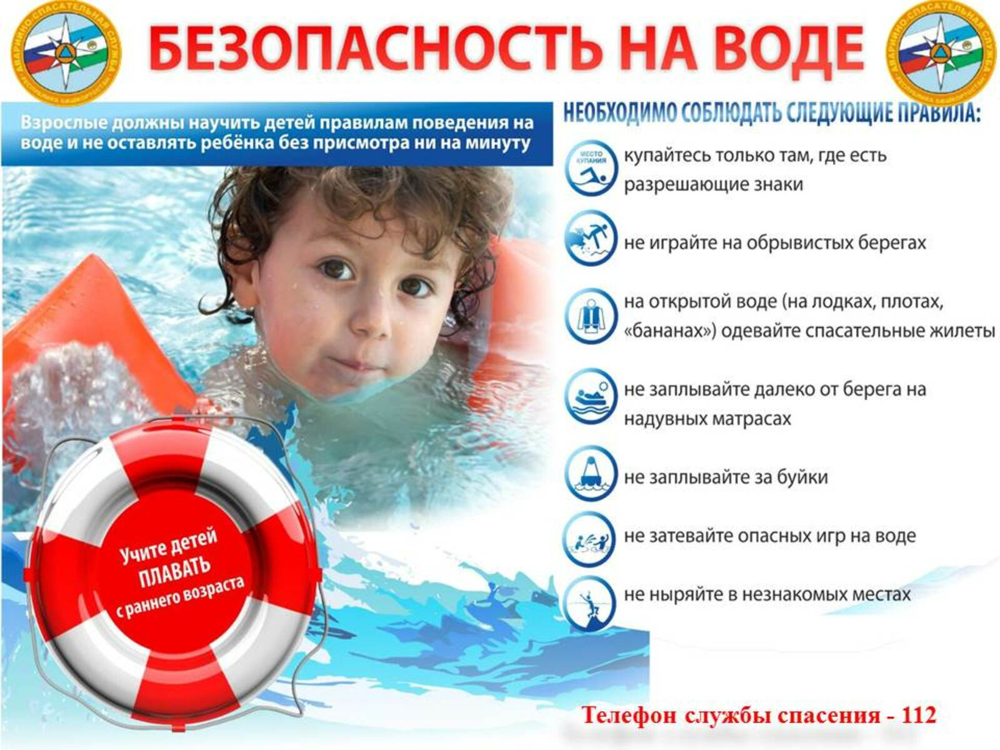 АВАРИЙНО-СПАСАТЕЛЬНАЯ СЛУЖБА
РЕСПУБЛИКА БАШКОРТОСТАН
БЕЗОПАСНОСТЬ НА ВОДЕ
АВАРИЙНО-СПАСАТЕЛЬНАЯ СЛУЖБА
РЕСПУБЛИКА БАШКОРТОСТАН
Взрослые должны научить детей правилам поведения на
воде и не оставлять ребёнка без присмотра ни на минуту
Учите детей
ПЛАВАТЬ
с раннего возраста
НЕОБХОДИМО СОБЛЮДАТЬ СЛЕДУЮЩИЕ ПРАВИЛА:
МЕСТО
КУПАНИЯ
купайтесь только там, где есть
разрешающие знаки
не играйте на обрывистых берегах
на открытой воде (на лодках, плотах,
«бананах») одевайте спасательные жилеты
не заплывайте далеко от берега на
надувных матрасах
не заплывайте за буйки
не затевайте опасных игр на воде
не ныряйте в незнакомых местах
Телефон службы спасения - 112